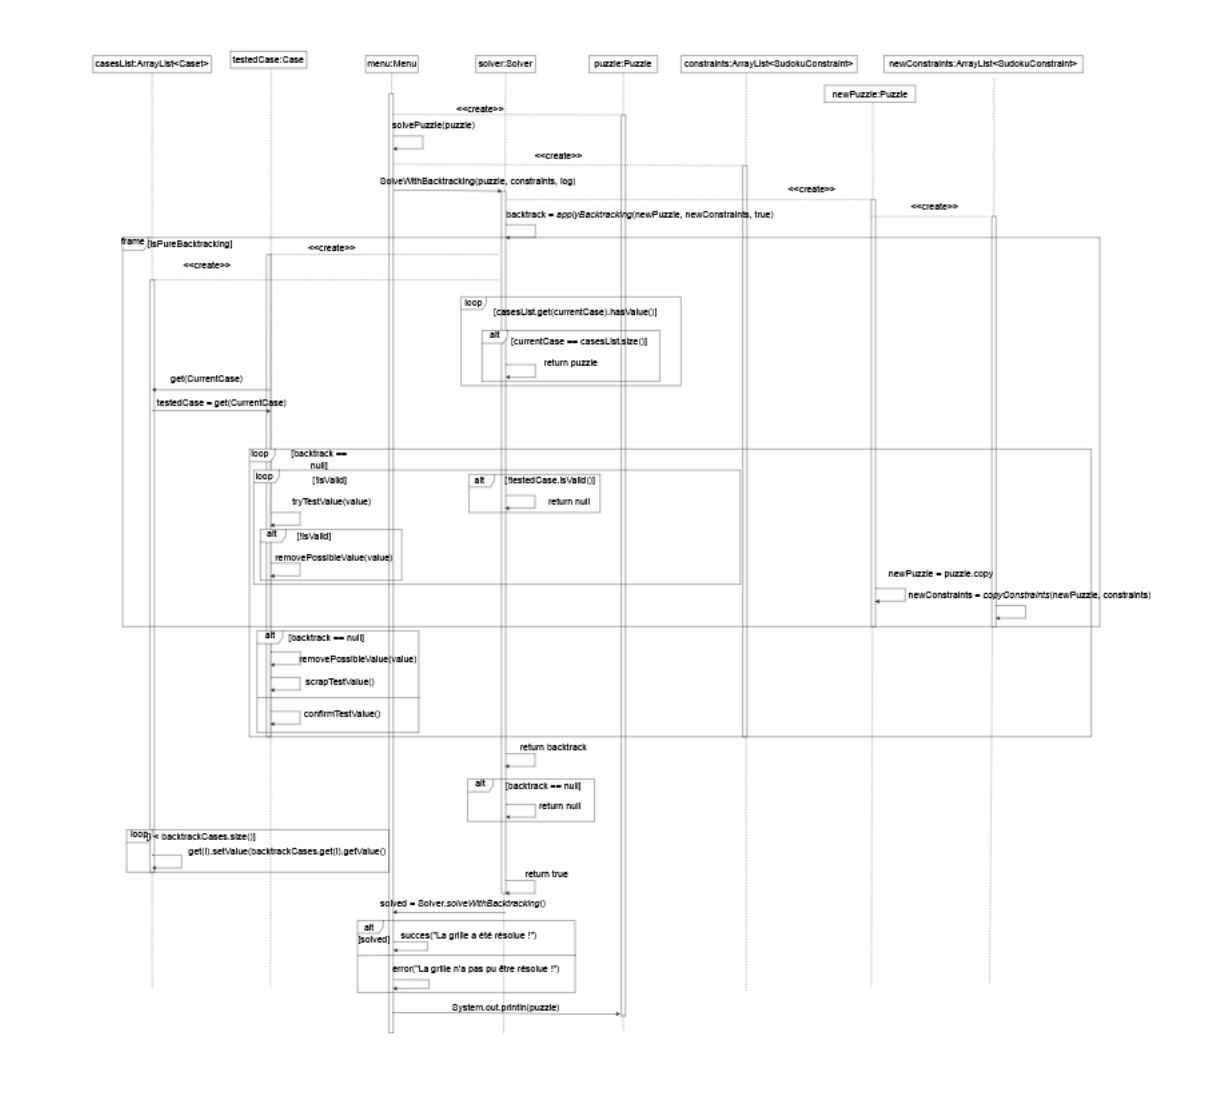 casesList:ArrayList<Case†>
testedCase:Case
menu:Menu
solver:Solver
puzzle:Puzzle
constraints:ArrayList<SudokuConstraint>
newConstraints:ArrayList<SudokuConstraint>
newPuzzle:Puzzle
<<create>>
solvePuzzle(puzzle)
<<create>>
SolveWithBacktracking(puzzle, constraints, log)
<<create>>
<<create>>
backtrack = applyBacktracking(newPuzzle, newConstraints, true)
frame
[isPureBacktracking]
<<create>>
<<create>>
loop
[casesList.get(currentCase).hasValue()]
alt
[currentCase == casesList.size()]
return puzzle
get(CurrentCase)
testedCase = get(CurrentCase)
loop
[backtrack ==
null]
loop
[!isValid]
alt
[!testedCase.isValid()]
tryTestValue(value)
return null
alt
[!isValid]
removePossibleValue(value)
newPuzzle = puzzle.copy
newConstraints = copyConstraints(newPuzzle, constraints)
alt
[backtrack == null]
removePossibleValue(value)
scrapTestValue()
confirmTestValue()
return backtrack
alt
[backtrack == null]
return null
loop
< backtrackCases.size()]
get(i).setValue(backtrackCases.get(i).getValue()
return true
solved = Solver.solveWithBacktracking()
alt
[solved]
succes("La grille a été résolue !")
error("La grille n'a pas pu être résolue !")
System.out.println(puzzle)